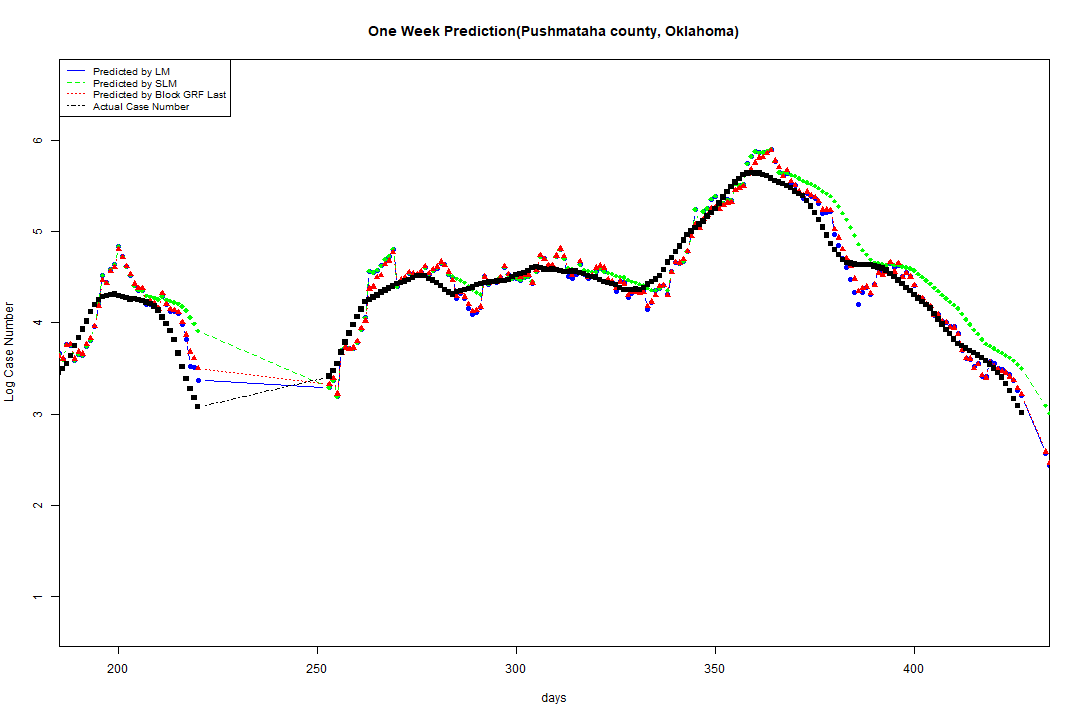 One Week Prediction(Pushmataha county, Oklahoma)
Predicted by LM
Predicted by SLM
Predicted by Block GRF Last
Actual Case Number
Log Case Number
6
5
4
3
2
1
200 250 300 350 400
days